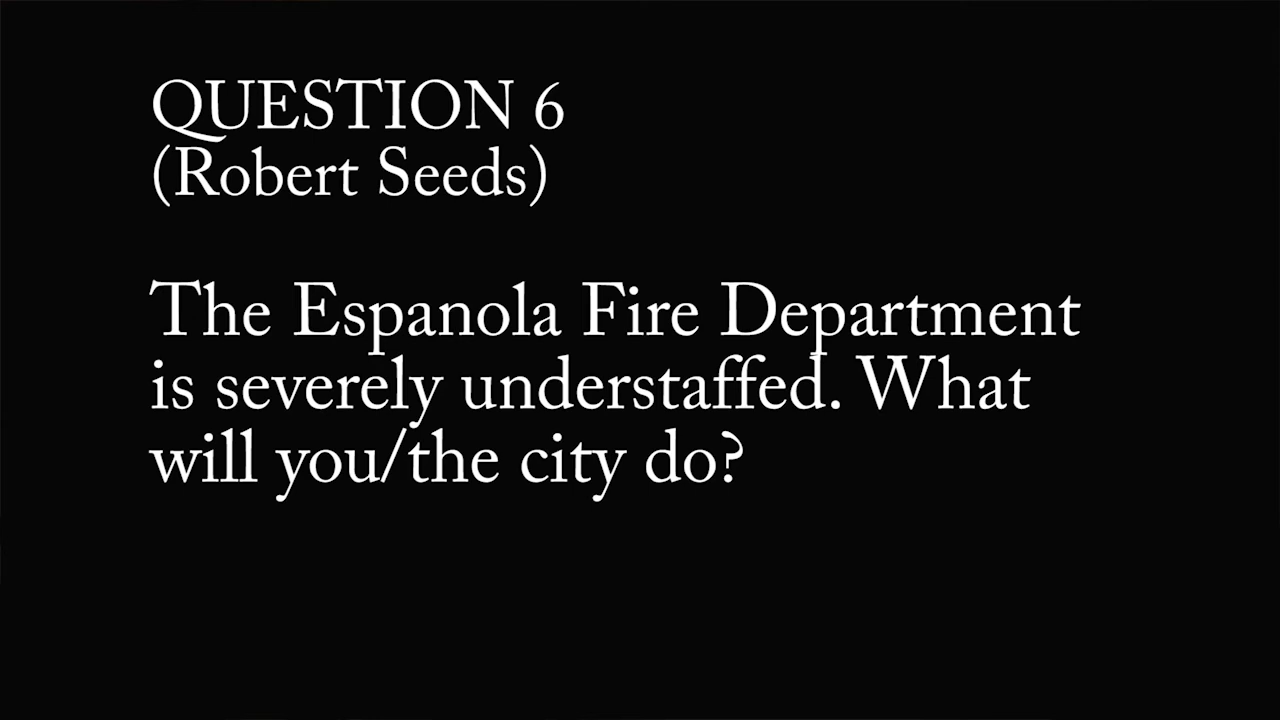 QUESTION 6
(Robert Seeds)
The Espanola Fire Department
is severely understaffed. What
will you/the city do?